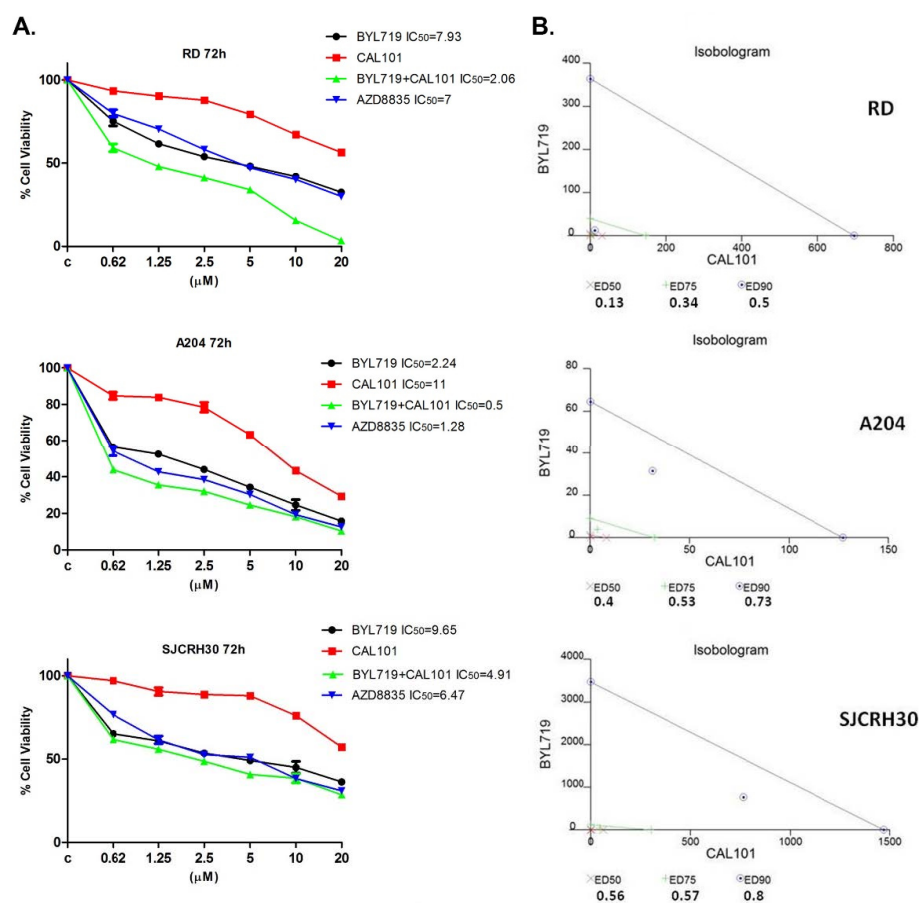 A.
RD 72h
BYL719 IC50=7.93
CAL101
BYL719+CAL101 IC50=2.06
AZD8835 IC50=7
% Cell Viability
100
50
0
c 0.62 1.25 2.5 5 10 20
(µM)
A204 72h
BYL719 IC50=2.24
CAL101 IC50=11
BYL719+CAL101 IC50=0.5
AZD8835 IC50=1.28
% Cell Viability
100
80
60
40
20
0
c 0.62 1.25 2.5 5 10 20
(µM)
SJCRH30 72h
BYL719 IC50=9.65
CAL101
BYL719+CAL101 IC50=4.91
AZD8835 IC50=6.47
% Cell Viability
100
50
0
c 0.62 1.25 2.5 5 10 20
(µM)
B.
Isobologram
RD
BYL719
400
300
200
100
0
0 200 400 600 800
CAL101
ED50 ED75 ED90
0.13 0.34 0.5
Isobologram
A204
BYL719
80
60
40
20
0
0 50 100 150
CAL101
ED50 ED75 ED90
0.4 0.53 0.73
Isobologram
SJCRH30
BYL719
4000
3000
2000
1000
0
0 500 1000 1500
CAL101
ED50 ED75 ED90
0.56 0.57 0.8